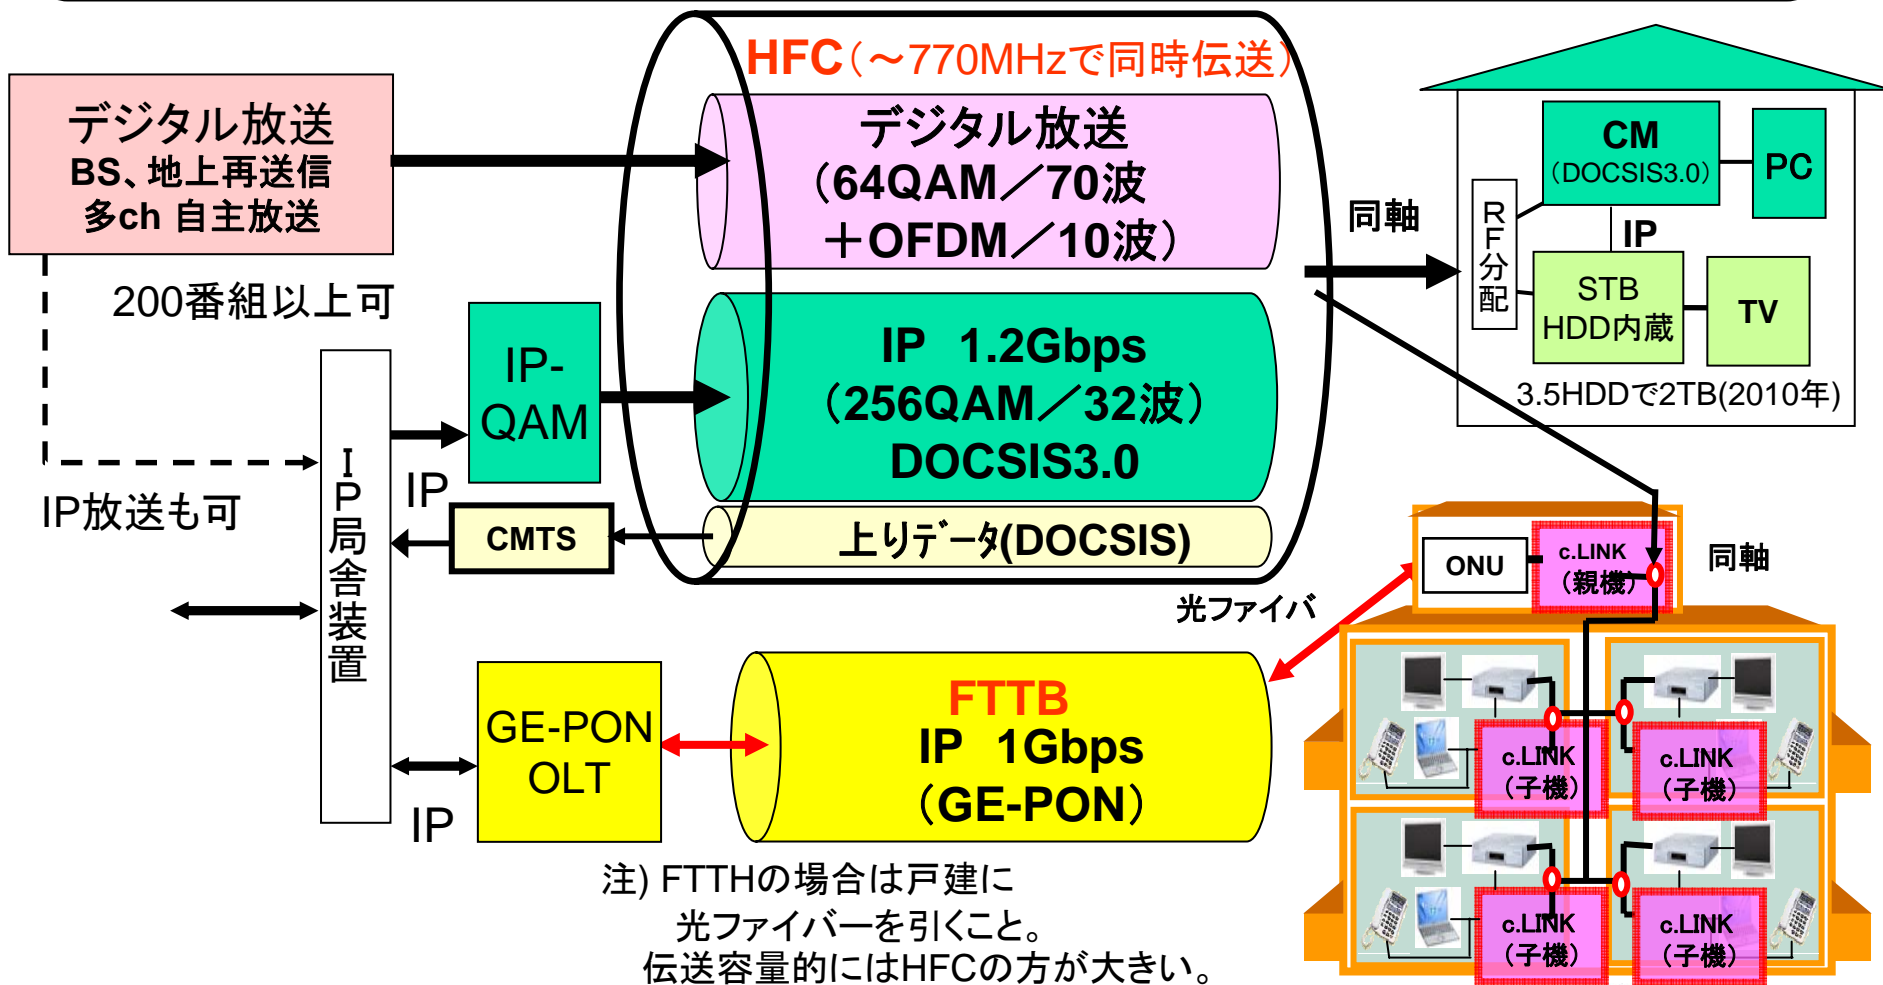 HFC（～770MHzで同時伝送）
デジタル放送
BS、地上再送信
多ch 自主放送
デジタル放送
（64QAM／70波
＋OFDM／10波）
200番組以上可
IP放送も可
IP局舎装置
IP
IP-
QAM
IP　1.2Gbps
（256QAM／32波）
DOCSIS3.0
CMTS
上りデータ(DOCSIS)
同軸
RF分配
CM
（DOCSIS3.0）
PC
IP
STB
HDD内蔵
TV
3.5HDDで2TB(2010年)
光ファイバ
ONU
c.LINK
（親機）
同軸
GE-PON
OLT
IP
FTTB
IP　1Gbps
（GE-PON）
c.LINK
（子機）
c.LINK
（子機）
c.LINK
（子機）
c.LINK
（子機）
注) FTTHの場合は戸建に
光ファイバーを引くこと。
伝送容量的にはHFCの方が大きい。